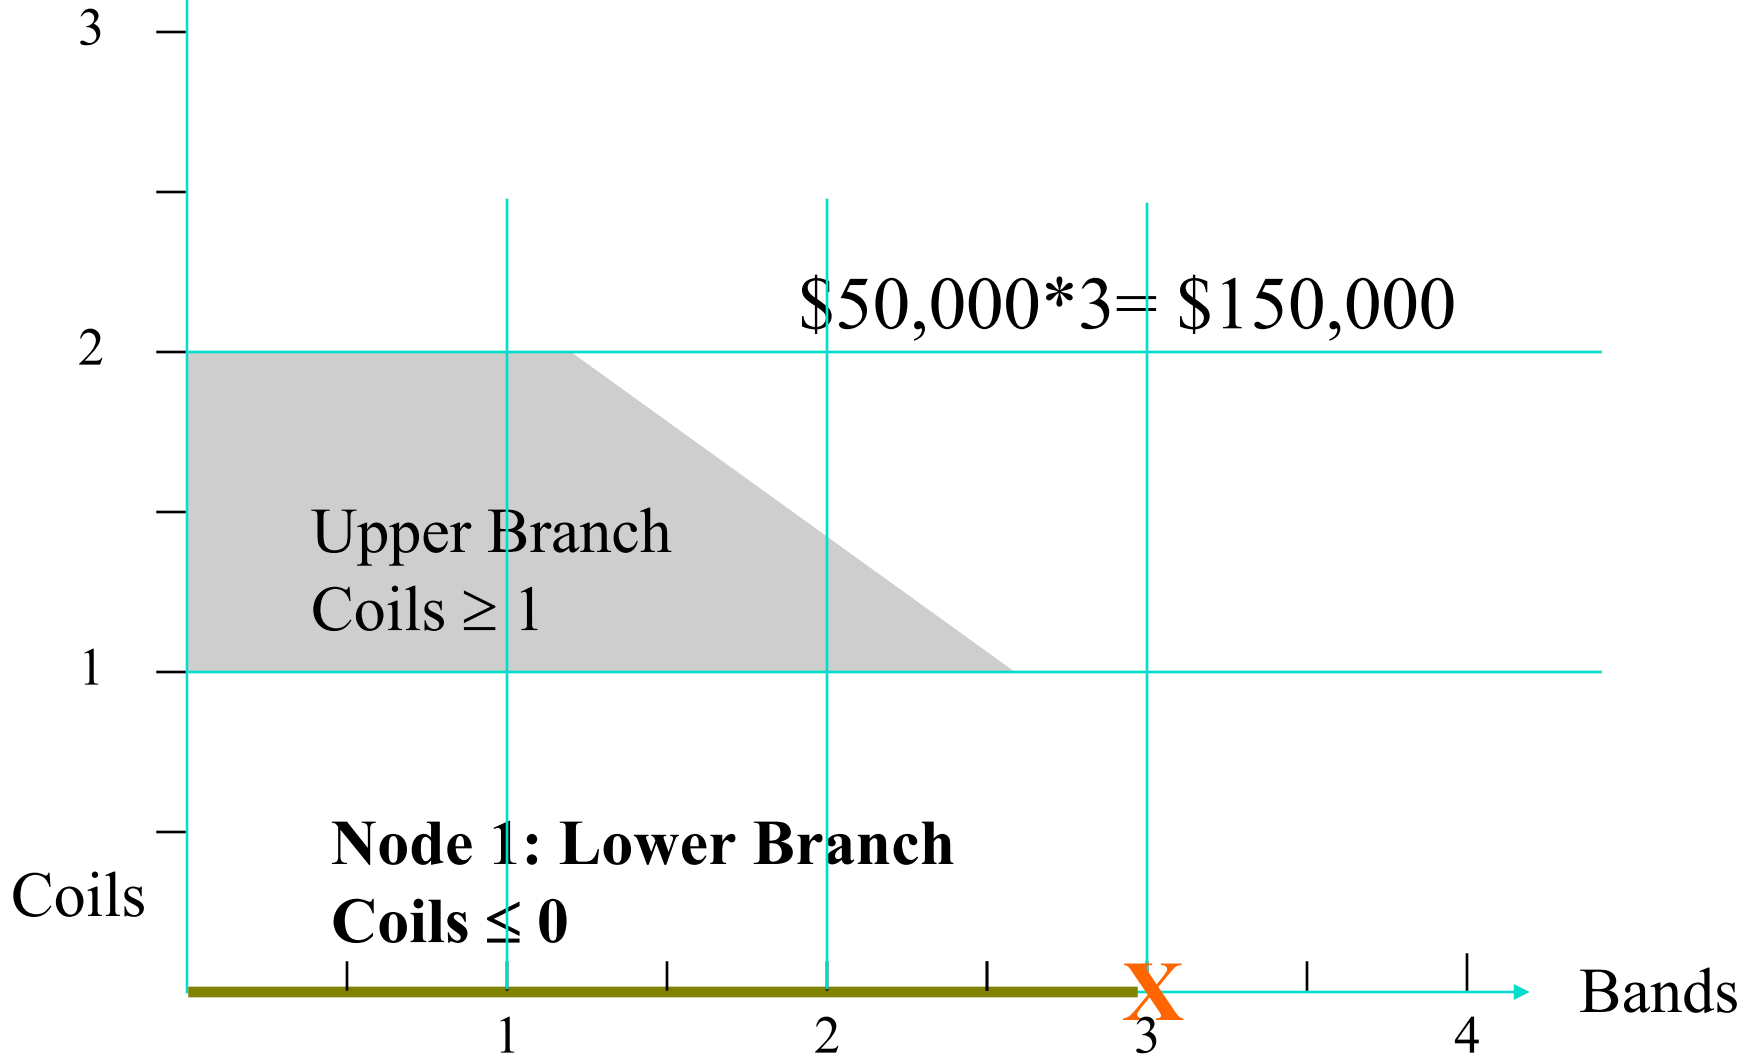 3
$50,000*3= $150,000
2
Upper Branch
Coils ≥ 1
1
Node 1: Lower Branch
Coils ≤ 0
Coils
X
Bands
1
2
3
4